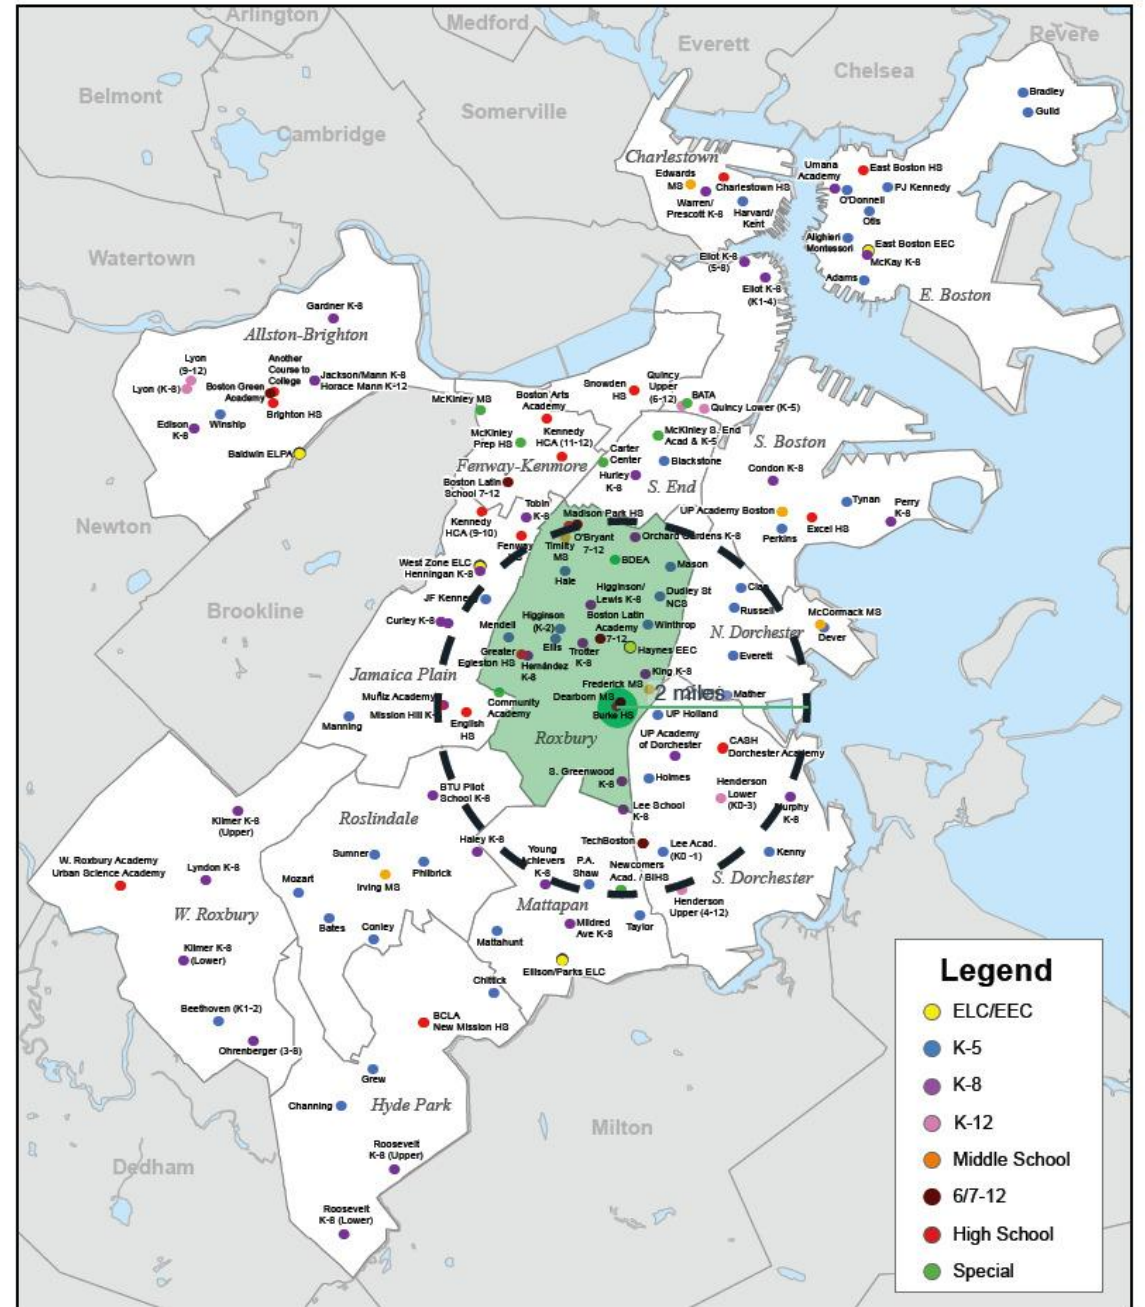 Arlington
Medford
Revere
Everett
Chelsea
Belmont
Somerville
Cambridge
Bradley
Guild
Charlestown
Edwards
MS
Charlestown HS
Warren/
Prescott K-8
Harvard/
Kent
Umana
Academy
East Boston HS
PJ Kennedy
O'Donnell
Otis
Alighieri
Montessori
East Boston EEC
McKay K-8
Adams
E. Boston
Eliot K-8
(5-8)
Eliot K-8
(K1-4)
Watertown
Gardner K-8
Allston-Brighton
Lyon
(9-12)
Lyon (K-8)
Another
Course to
College
Boston Green
Academy
Jackson/Mann K-8
Horace Mann K-12
Brighton HS
Edison
K-8
Winship
Baldwin ELPA
McKinley MS
Boston Arts
Academy
Snowden
HS
Quincy
Upper
(6-12)
BATA
Quincy Lower (K-5)
McKinley
Prep HS
Kennedy
HCA (11-12)
McKinley S. End
Acad & K-5
Carter
Center
Blackstone
Hurley
K-8
S. End
Fenway-Kenmore
Boston Latin
School 7-12
S. Boston
Condon K-8
Tynan
Perry
K-8
UP Academy Boston
Excel HS
Perkins
Newton
Kennedy
HCA (9-10)
Tobin
K-8
Fenway
Madison Park HS
O'Bryant
7-12
Timilty
MS
Orchard Gardens K-8
BDEA
Mason
Hale
West Zone ELC
Henningan K-8
JF Kennedy
Higginson/
Lewis K-8
Dudley St
NCS
Clap
Russell
McCormack MS
Dever
Brookline
Curley K-8
Mendell
Higginson
(K-2)
Ellis
Boston Latin
Academy
7-12
Winthrop
N. Dorchester
Greater
Egleston HS
Hernández
K-8
Trotter
K-8
Haynes EEC
Everett
Jamaica Plain
King K-8
Frederick MS
Dearborn MS
2 miles
Mather
Burke HS
UP Holland
Muñiz Academy
Mission Hill K-
Community
Academy
English
HS
Manning
Roxbury
UP Academy
of Dorchester
CASH
Dorchester Academy
S. Greenwood
K-8
Holmes
Henderson
Lower
(K0-3)
Murphy
K-8
BTU Pilot
School K-8
Lee School
K-8
Kilmer K-8
(Upper)
Roslindale
Haley K-8
TechBoston
Lee Acad.
(K0 -1)
Kenny
Young
Achievers
K-8
P.A.
Shaw
Newcomers
Acad. / BIHS
S. Dorchester
W. Roxbury Academy
Urban Science Academy
Lyndon K-8
Sumner
Irving MS
Philbrick
Mozart
W. Roxbury
Bates
Conley
Mattapan
Mildred
Ave K-8
Henderson
Upper (4-12)
Taylor
Mattahunt
Kilmer K-8
(Lower)
Ellison/Parks ELC
Chittick
Beethoven (K1-2)
BCLA
New Mission HS
Ohrenberger (3-8)
Grew
Channing
Hyde Park
Milton
Roosevelt
K-8 (Upper)
Dedham
Roosevelt
K-8 (Lower)
Legend
ELC/EEC
K-5
K-8
K-12
Middle School
6/7-12
High School
Special